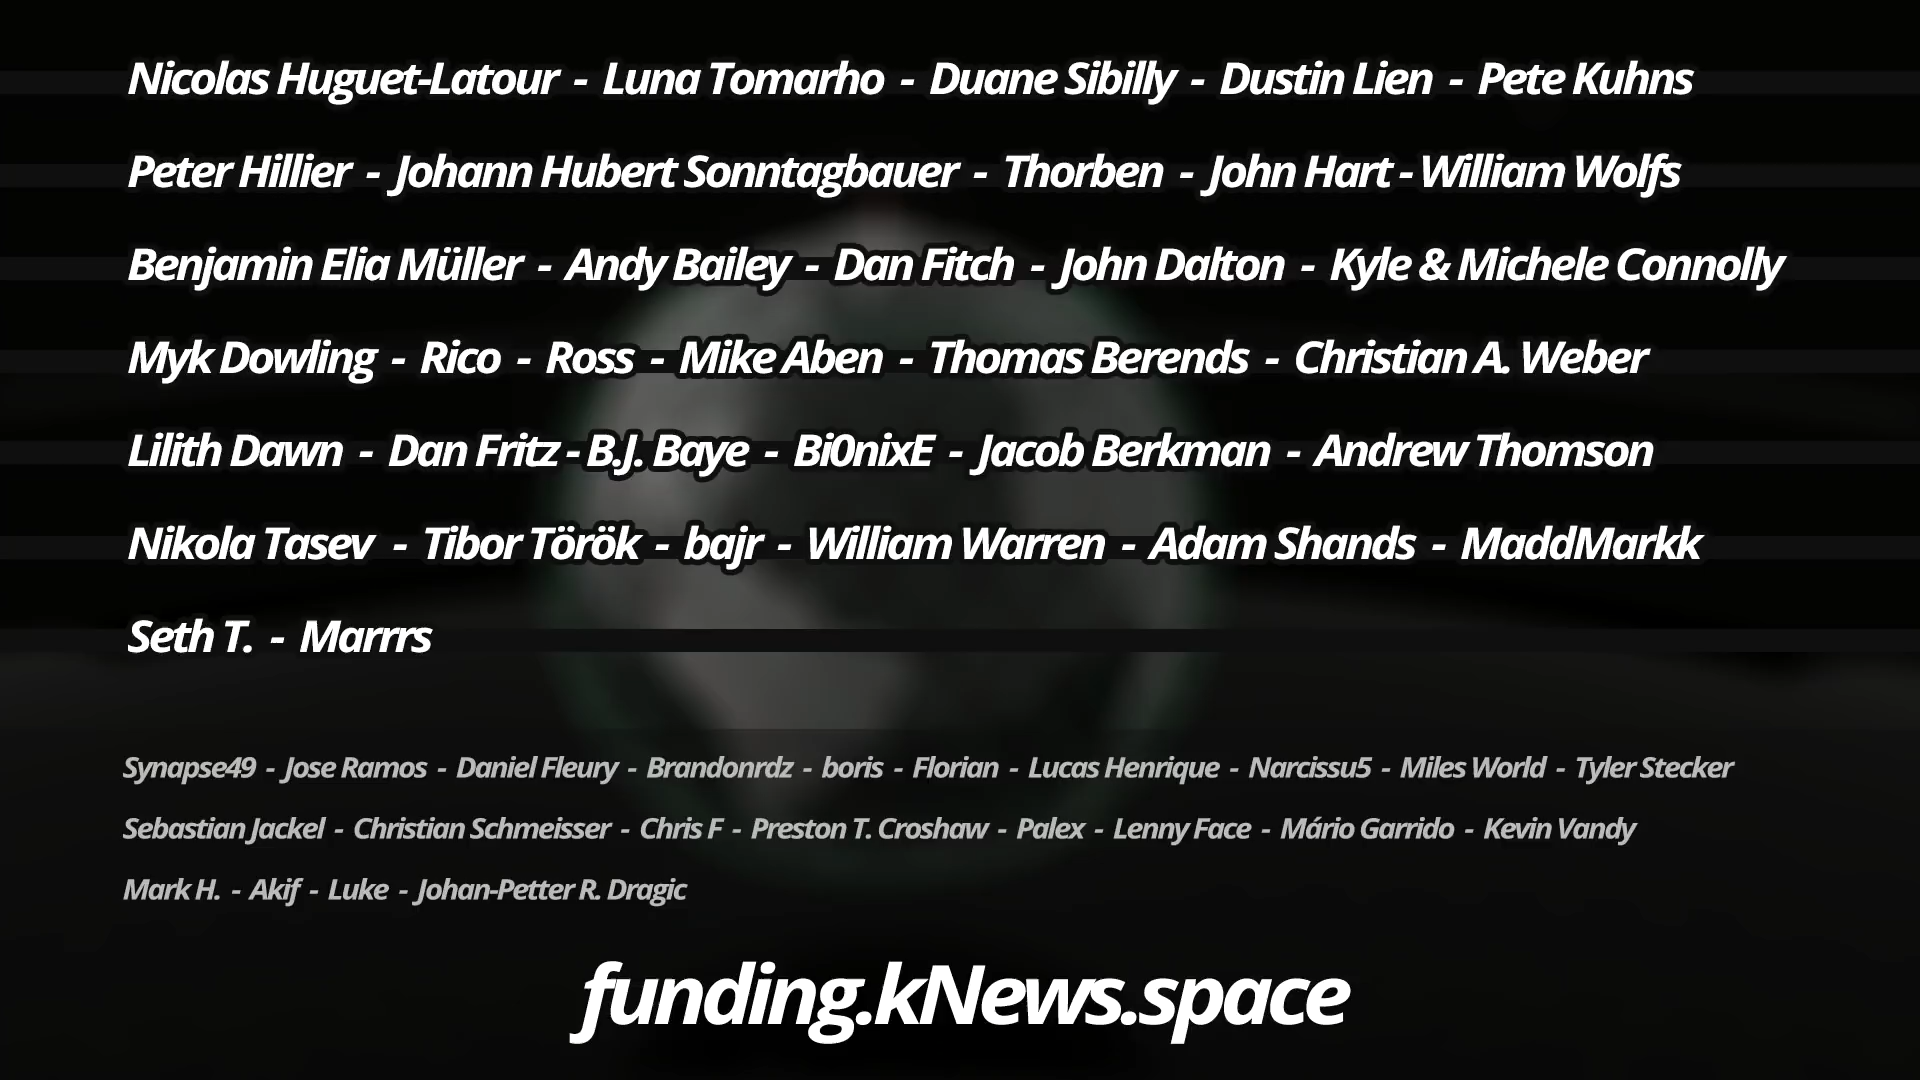 Nicolas Huguet-Latour - Luna Tomarho - Duane Sibilly - Dustin Lien - Pete Kuhns
Peter Hillier - Johann Hubert Sonntagbauer - Thorben - John Hart - William Wolfs
Benjamin Elia Müller - Andy Bailey - Dan Fitch - John Dalton - Kyle & Michele Connolly
Myk Dowling - Rico - Ross - Mike Aben - Thomas Berends - Christian A. Weber
Lilith Dawn - Dan Fritz - B.J. Baye - Bi0nixE - Jacob Berkman - Andrew Thomson
Nikola Tasev - Tibor Török - bajr - William Warren - Adam Shands - MaddMarkk
Seth T. - Marrrs
Synapse49 - Jose Ramos - Daniel Fleury - Brandonrdz - boris - Florian - Lucas Henrique - Narcissu5 - Miles World - Tyler Stecker
Sebastian Jackel - Christian Schmeisser - Chris F - Preston T. Croshaw - Palex - Lenny Face - Mário Garrido - Kevin Vandy
Mark H. - Akif - Luke - Johan-Petter R. Dragic
funding.kNews.space